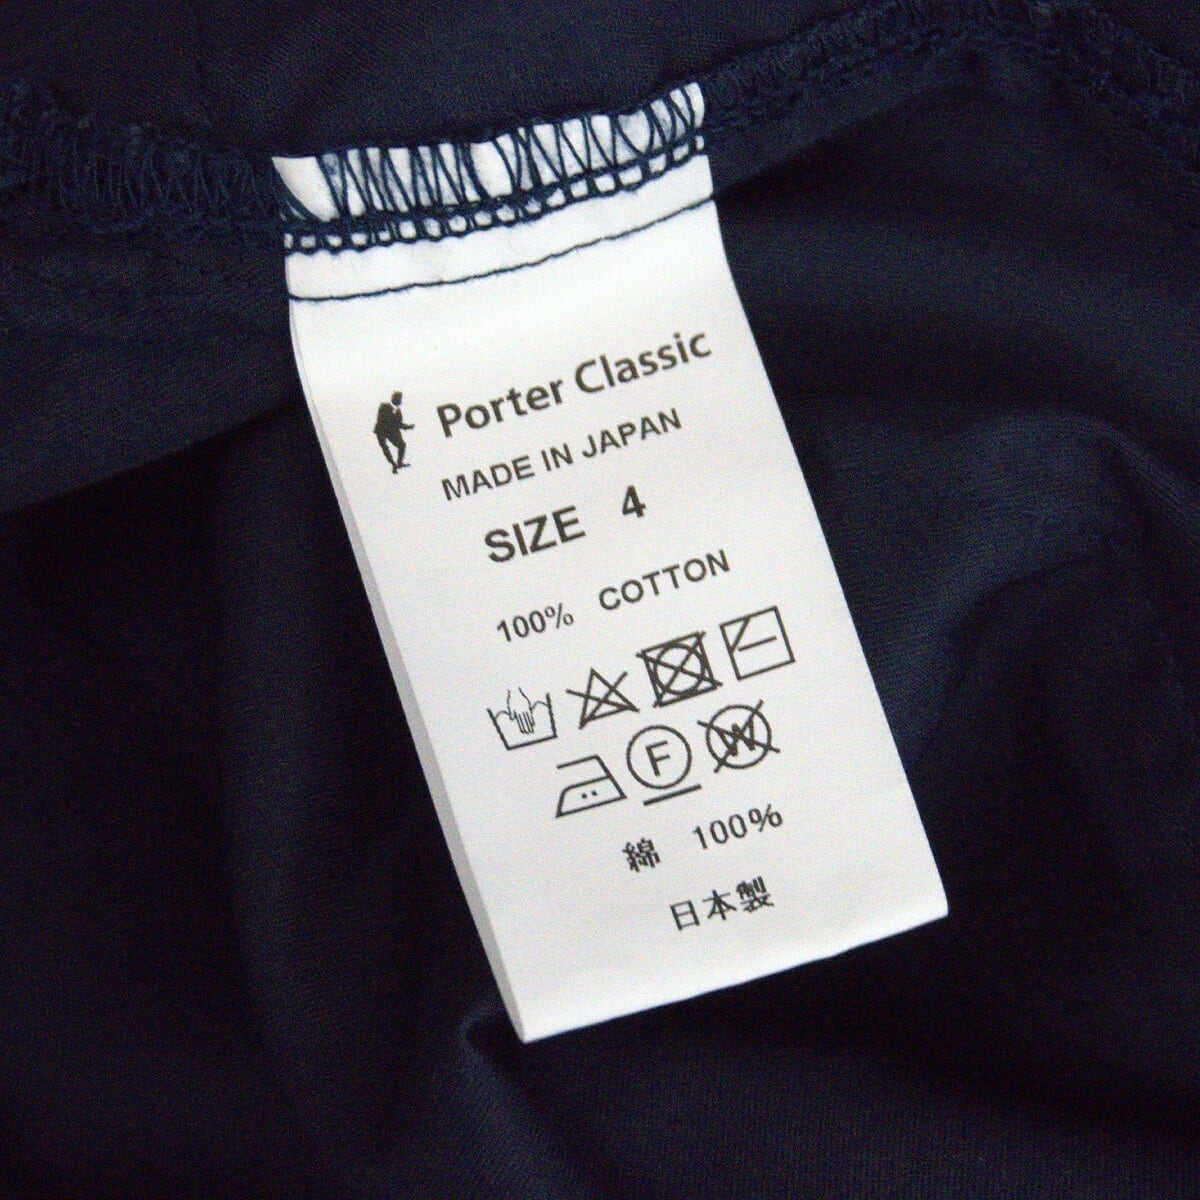 Porter Classic
MADE IN JAPAN
SIZE 4
100% COTTON
F W
綿 100%
日本製